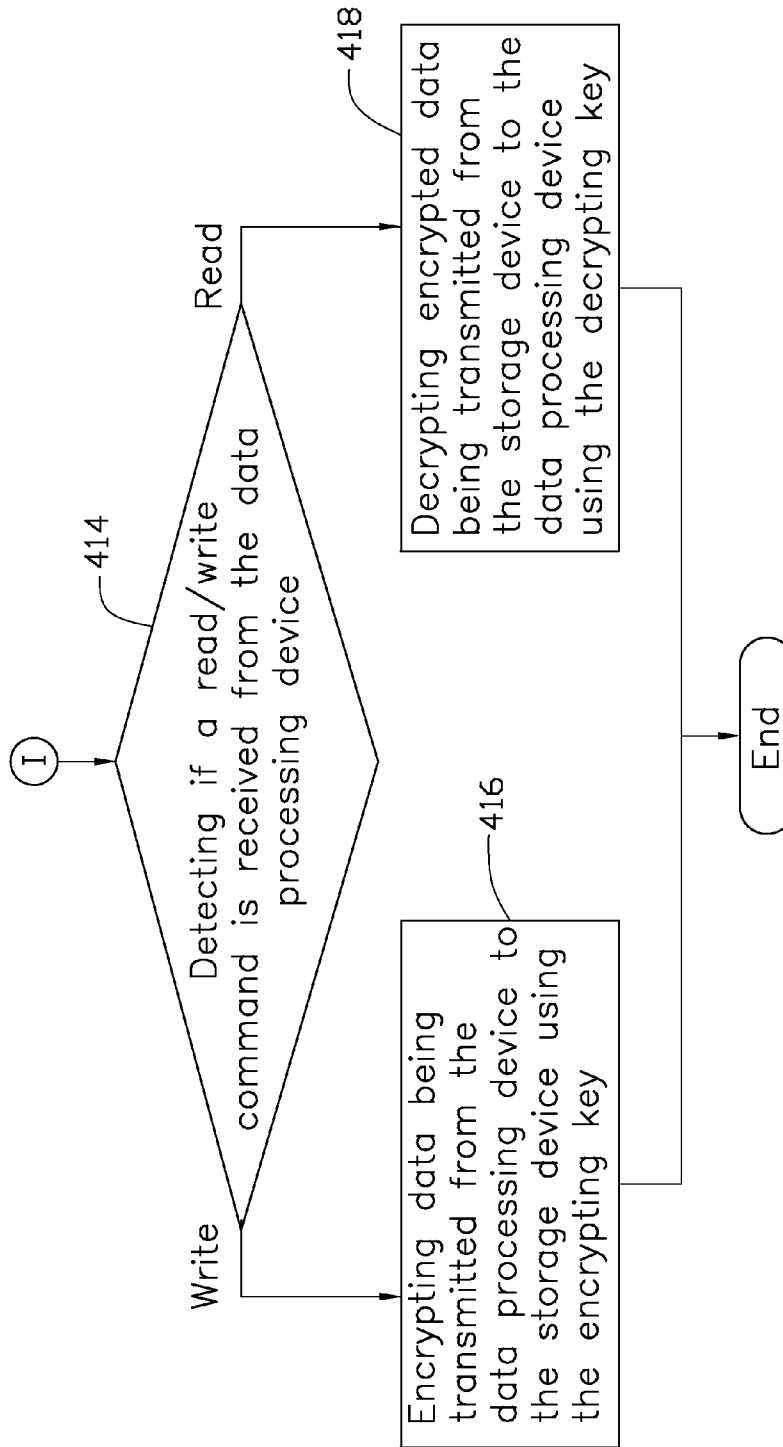 I
414
Detecting if a read/write
command is received from the data
processing device
Write
Read
416
Encrypting data being
transmitted from the
data processing device to
the storage device using
the encrypting key
418
Decrypting encrypted data
being transmitted from
the storage device to the
data processing device
using the decrypting key
End